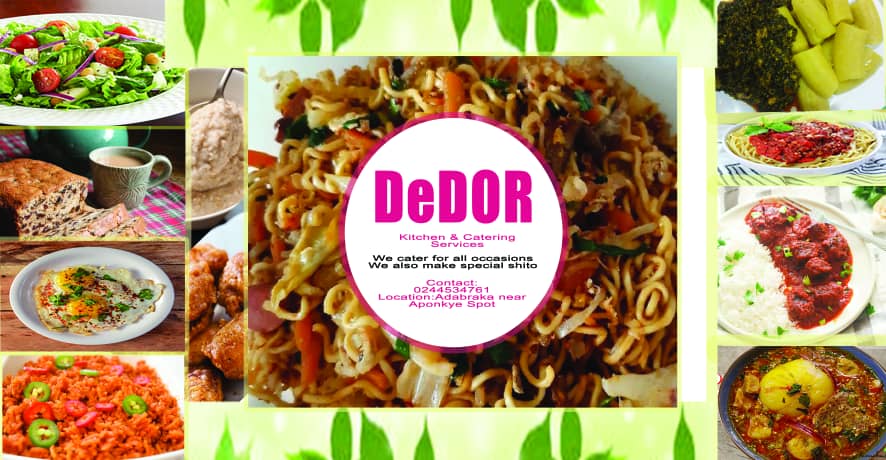 DeDOR
Kitchen & Catering
Services
We cater for all occasions
We also make special shito
Contact:
0244534761
Location:Adabraka near
Aponkye Spot